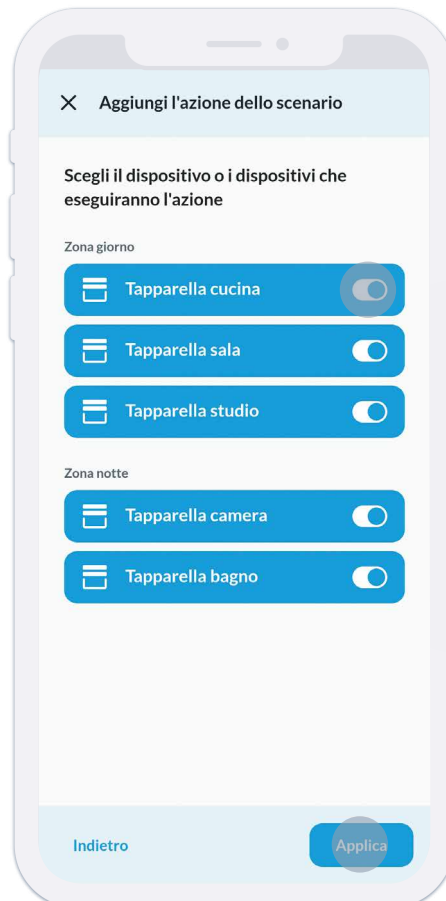 Aggiungi l'azione dello scenario
Scegli il dispositivo o i dispositivi che
eseguiranno l'azione
Zona giorno
Tapparella cucina
Tapparella sala
Tapparella studio
Zona notte
Tapparella camera
Tapparella bagno
Indietro
Applica